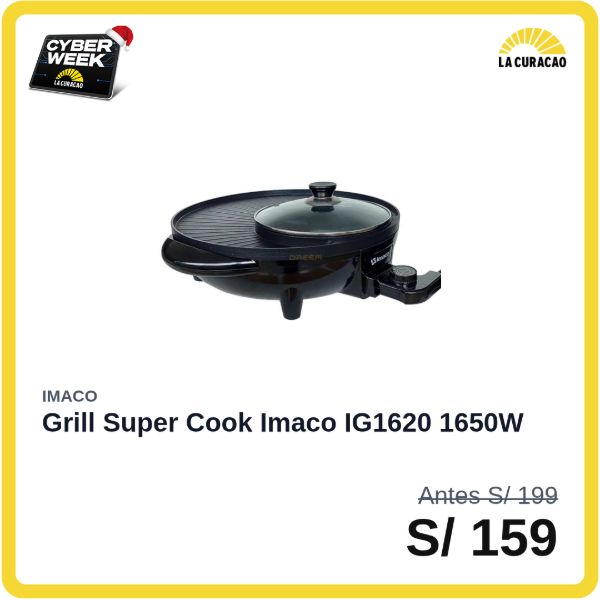 CYBER
WEEK
LA CURACAO
LA CURACAO
IMACO
Grill Super Cook Imaco IG1620 1650W
Antes S/ 199
S/ 159